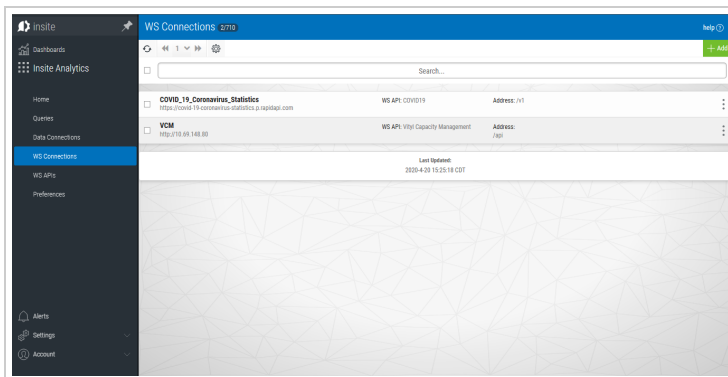 insite
WS Connections 2/710
help ?
Dashboards
1
+ Add
Insite Analytics
Search...
Home
COVID_19_Coronavirus_Statistics
WS API: COVID19
Address: /v1
https://covid-19-coronavirus-statistics.p.rapidapi.com
Queries
VCM
WS API: Vityl Capacity Management
Address:
http://10.69.148.88
/api
Data Connections
WS Connections
Last Updated:
2020-4-20 15:25:18 CDT
WS APIs
Preferences
Alerts
Settings
Account